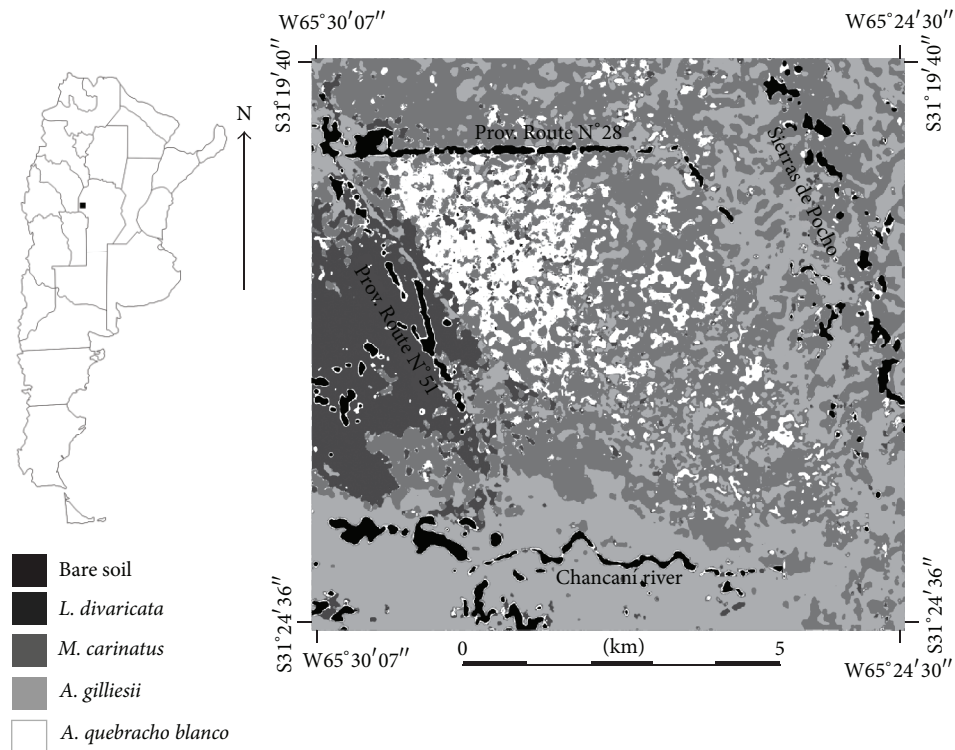 W65°30′07″
W65°24′30″
S31°19′40″
S31°19′40″
N
Prov. Route N°28
Sierras de Pocho
Prov. Route N°51
Chancaní river
S31°24′36″
S31°24′36″
W65°30′07″
0 (km) 5
W65°24′30″
Bare soil
L. divaricata
M. carinatus
A. gilliesii
A. quebracho blanco